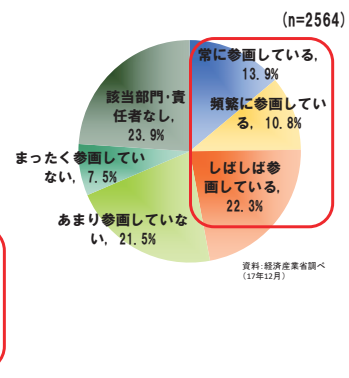 (n=2564)
常に参画している,
13.9%
頻繁に参画してい
る, 10.8%
しばしば参
画している,
22.3%
あまり参画していな
い, 21.5%
まったく参画してい
ない, 7.5%
該当部門・責
任者なし,
23.9%
資料:経済産業省調べ
(17年12月)